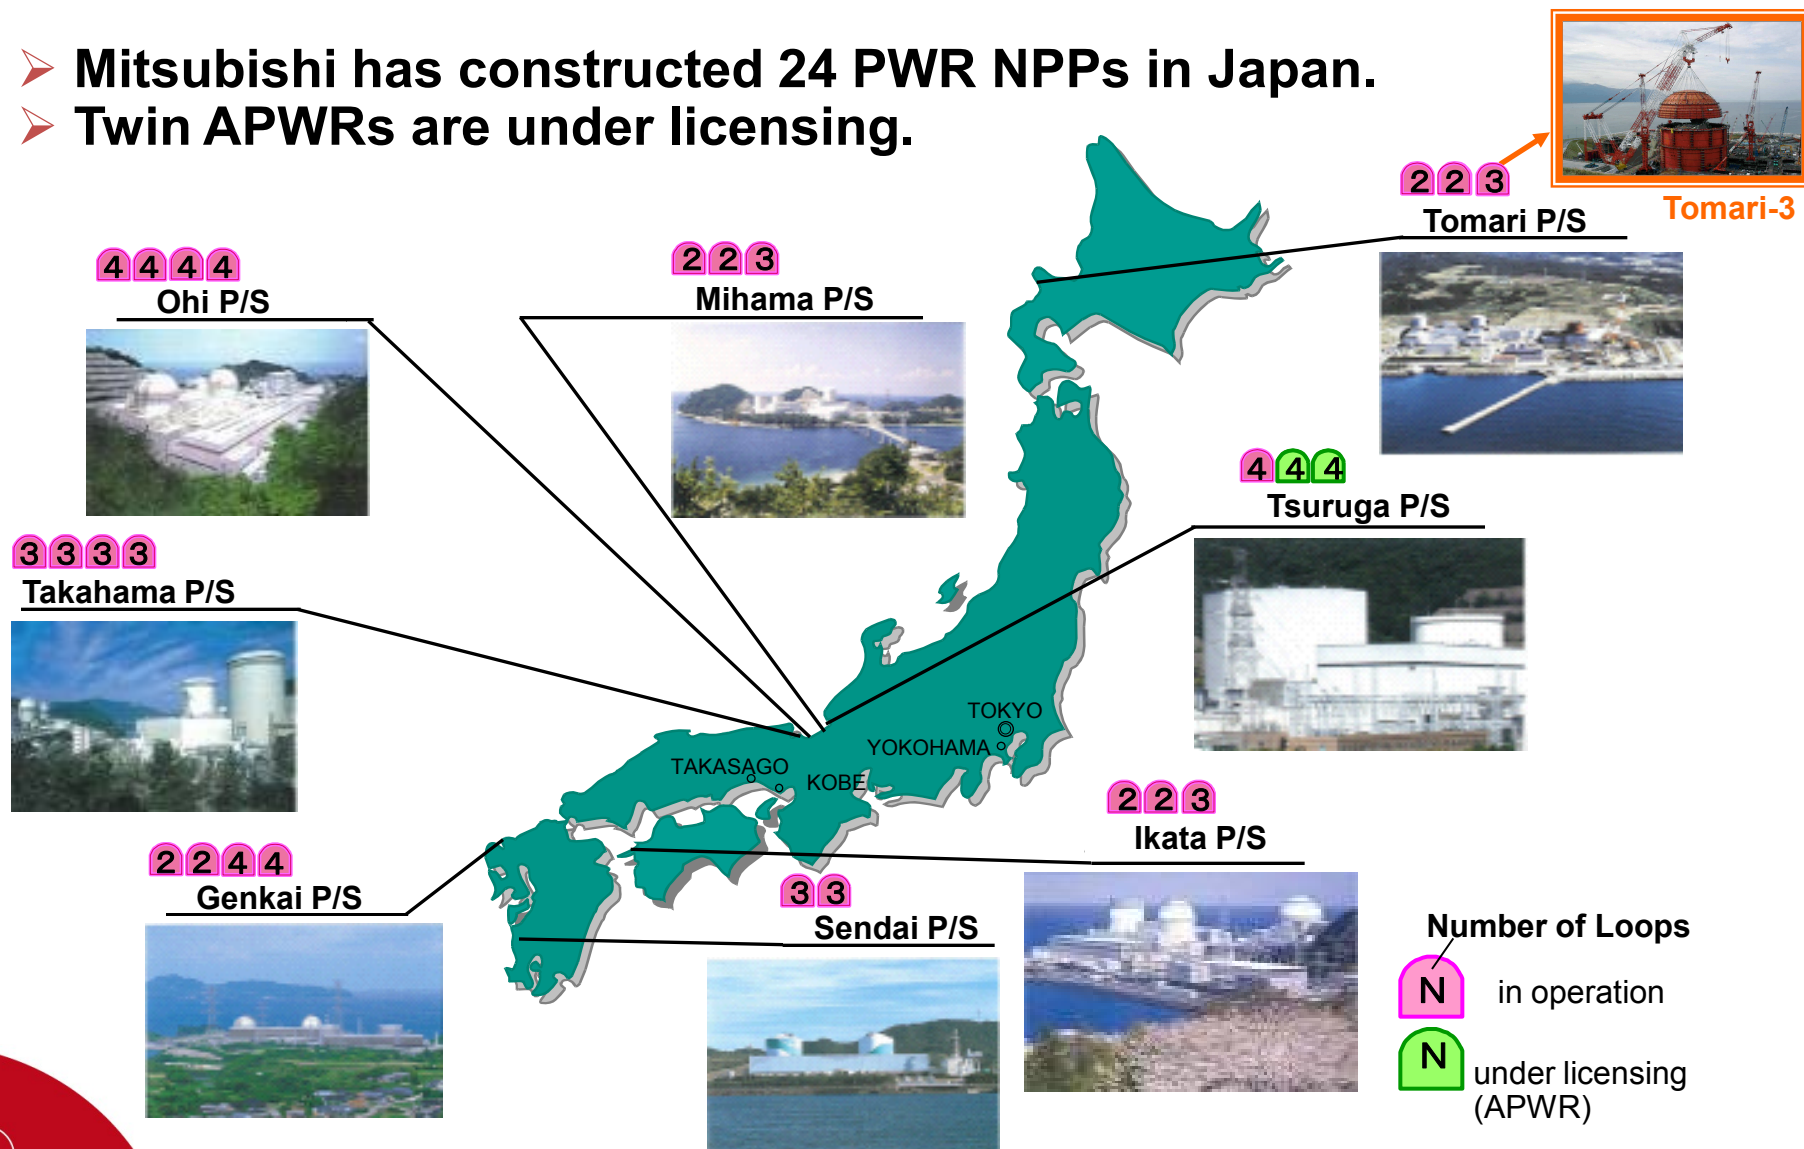 ➢ Mitsubishi has constructed 24 PWR NPPs in Japan.
➢ Twin APWRs are under licensing.
2 2 3
Tomari P/S
Tomari-3
4 4 4 4
Ohi P/S
2 2 3
Mihama P/S
4 4 4
Tsuruga P/S
3 3 3 3
Takahama P/S
TOKYO
YOKOHAMA
TAKASAGO
KOBE
2 2 3
Ikata P/S
2 2 4 4
Genkai P/S
3 3
Sendai P/S
Number of Loops
N in operation
N under licensing
(APWR)